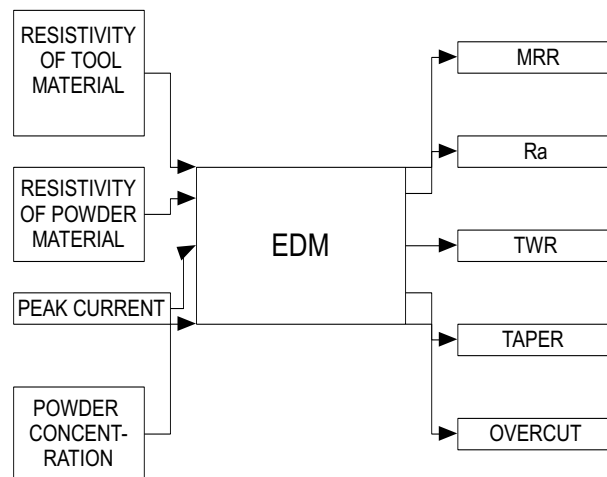 RESISTIVITY
OF TOOL
MATERIAL
RESISTIVITY
OF POWDER
MATERIAL
PEAK CURRENT
POWDER
CONCENT-
RATION
EDM
MRR
Ra
TWR
TAPER
OVERCUT